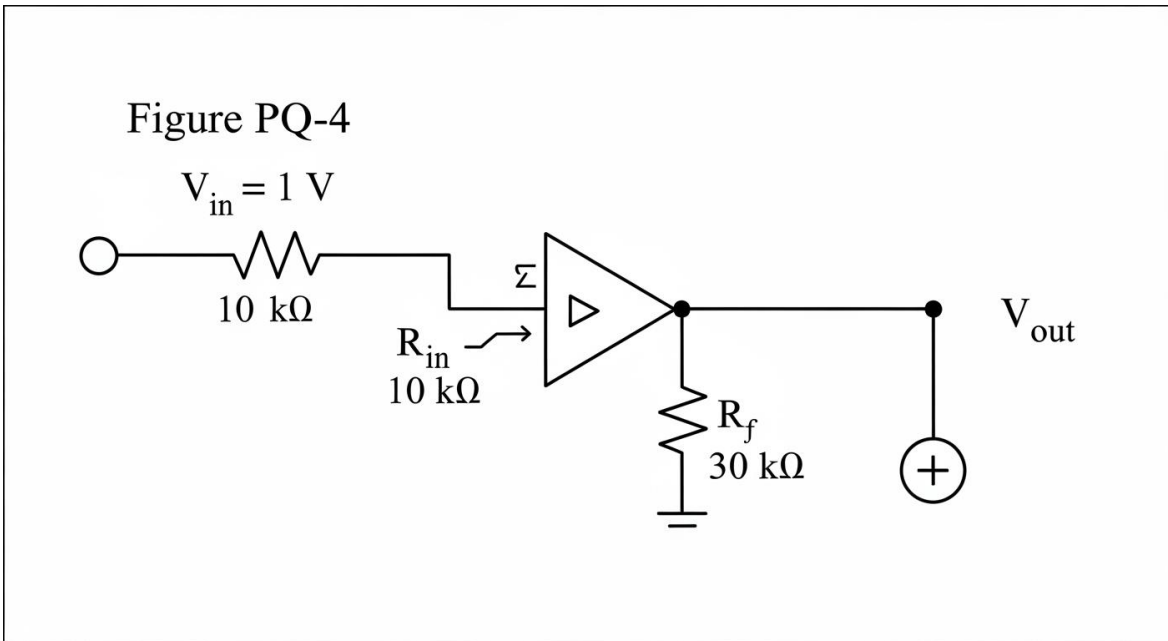 Figure PQ-4
V_in = 1 V
10 kΩ
Σ
R_in
10 kΩ
R_f
30 kΩ
V_out
+